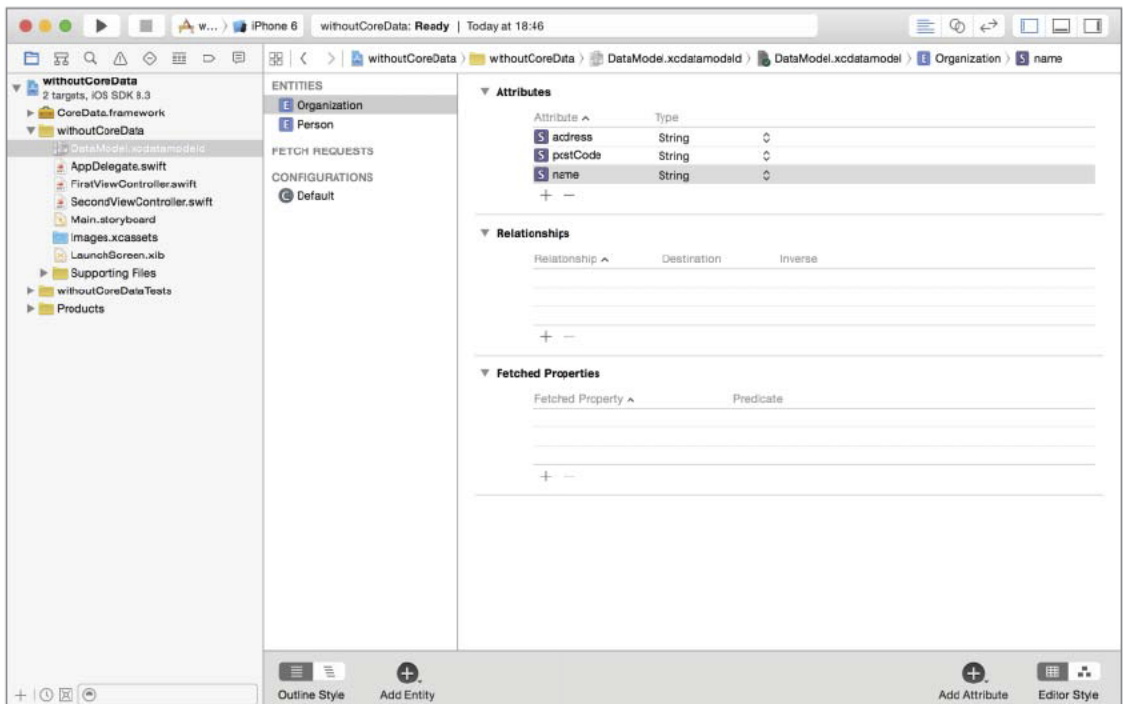 w... › iPhone 6 withoutCoreData: Ready | Today at 18:46
withoutCoreData › withoutCoreData › DataModel.xcdatamodeld › DataModel.xcdatamodel › E Organization › S name
withoutCoreData
2 targets, iOS SDK 8.3
CoreData.framework
withoutCoreData
DataModel.xcdatamodeld
AppDelegate.swift
FirstViewController.swift
SecondViewController.swift
Main.storyboard
Images.xcassets
LaunchScreen.xib
Supporting Files
withoutCoreDataTests
Products
ENTITIES
E Organization
E Person
FETCH REQUESTS
CONFIGURATIONS
C Default
Attributes
Attribute Type
S address String
S postCode String
S name String
+ −
Relationships
Relationship Destination Inverse
+ −
Fetched Properties
Fetched Property Predicate
+ −
Outline Style Add Entity Add Attribute Editor Style